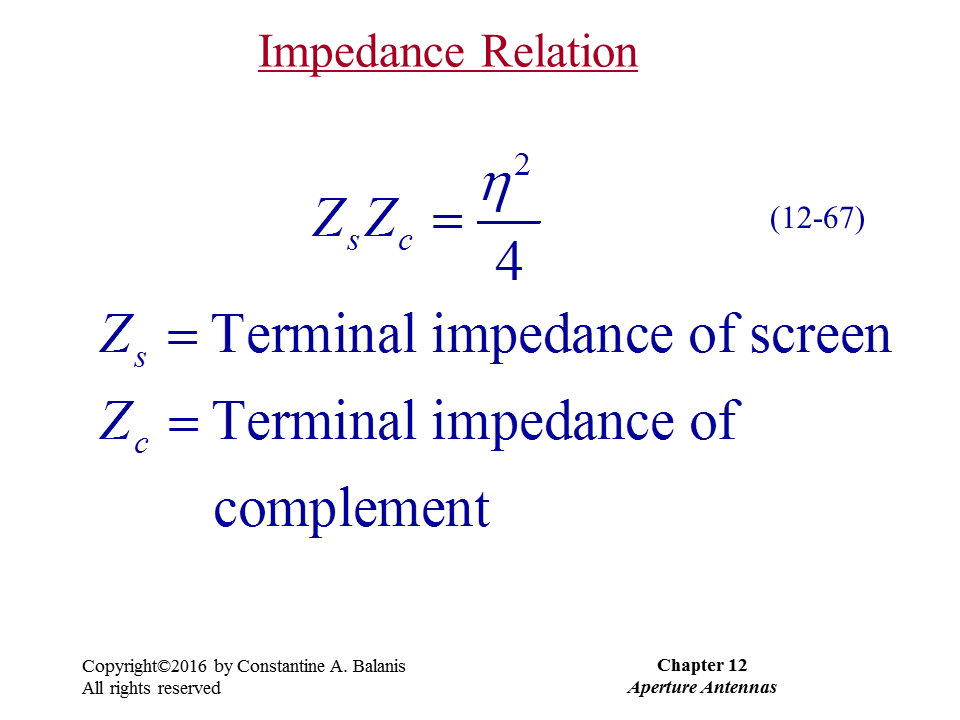 Impedance Relation
Z_s Z_c = η²/4 (12-67)
Z_s = Terminal impedance of screen
Z_c = Terminal impedance of
complement
Copyright©2016 by Constantine A. Balanis
All rights reserved
Chapter 12
Aperture Antennas